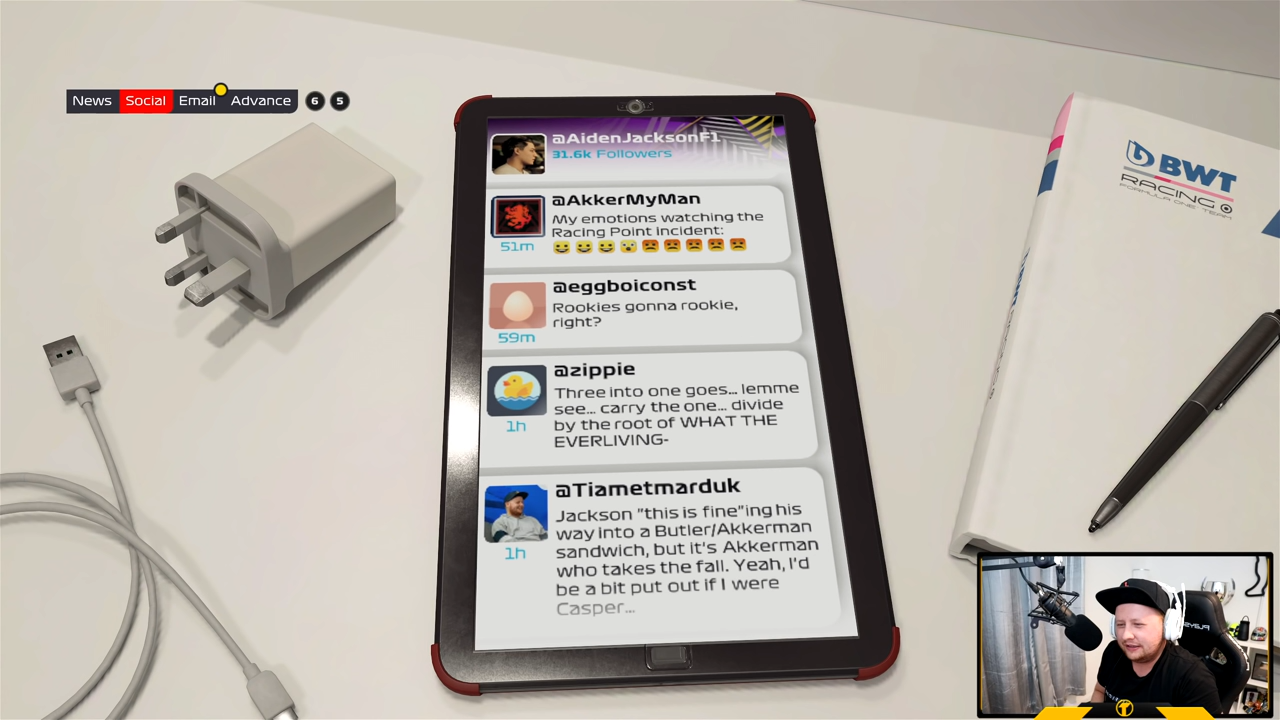 News Social Email Advance 6 5
@AidenJacksonF1
31.6k Followers
@AkkerMyMan
My emotions watching the
Racing Point incident:
51m
@eggboiconst
Rookies gonna rookie,
right?
59m
@zippie
Three into one goes... lemme
see... carry the one... divide
by the root of WHAT THE
EVERLIVING-
1h
@Tiametmarduk
Jackson "this is fine"ing his
way into a Butler/Akkerman
sandwich, but it's Akkerman
who takes the fall. Yeah, I'd
be a bit put out if I were
Casper...
1h
BWT
RACING
FORMULA ONE TEAM